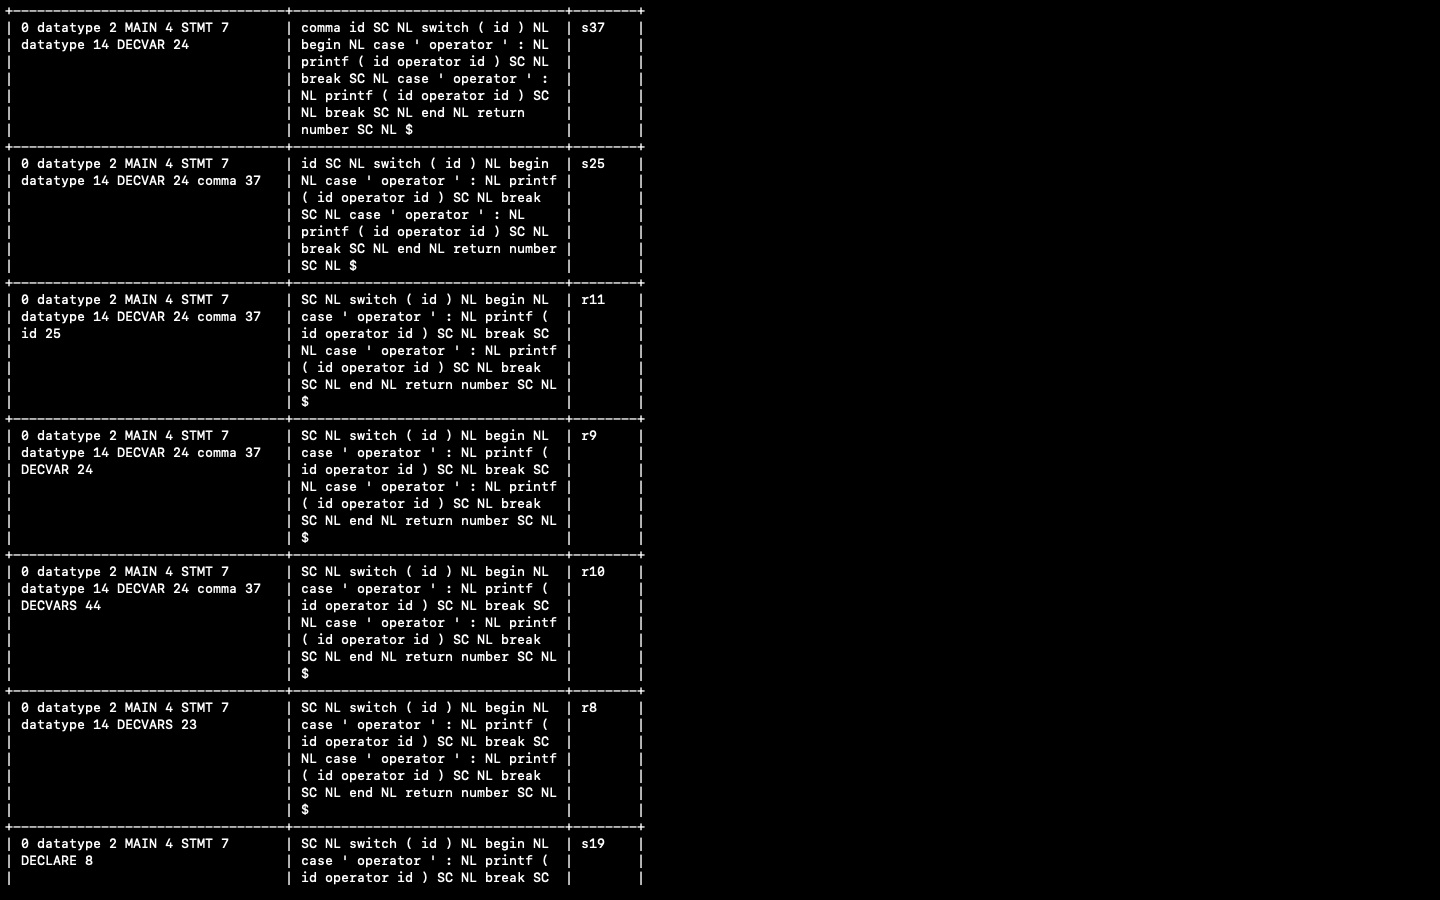 +----------------------------------+----------------------------------+--------+
| 0 datatype 2 MAIN 4 STMT 7       | comma id SC NL switch ( id ) NL  | s37    |
| datatype 14 DECVAR 24            | begin NL case ' operator ' : NL  |        |
|                                  | printf ( id operator id ) SC NL  |        |
|                                  | break SC NL case ' operator ' :  |        |
|                                  | NL printf ( id operator id ) SC  |        |
|                                  | NL break SC NL end NL return     |        |
|                                  | number SC NL $                   |        |
+----------------------------------+----------------------------------+--------+
| 0 datatype 2 MAIN 4 STMT 7       | id SC NL switch ( id ) NL begin  | s25    |
| datatype 14 DECVAR 24 comma 37   | NL case ' operator ' : NL printf |        |
|                                  | ( id operator id ) SC NL break   |        |
|                                  | SC NL case ' operator ' : NL     |        |
|                                  | printf ( id operator id ) SC NL  |        |
|                                  | break SC NL end NL return number |        |
|                                  | SC NL $                          |        |
+----------------------------------+----------------------------------+--------+
| 0 datatype 2 MAIN 4 STMT 7       | SC NL switch ( id ) NL begin NL  | r11    |
| datatype 14 DECVAR 24 comma 37   | case ' operator ' : NL printf (  |        |
| id 25                            | id operator id ) SC NL break SC  |        |
|                                  | NL case ' operator ' : NL printf |        |
|                                  | ( id operator id ) SC NL break   |        |
|                                  | SC NL end NL return number SC NL |        |
|                                  | $                                |        |
+----------------------------------+----------------------------------+--------+
| 0 datatype 2 MAIN 4 STMT 7       | SC NL switch ( id ) NL begin NL  | r9     |
| datatype 14 DECVAR 24 comma 37   | case ' operator ' : NL printf (  |        |
| DECVAR 24                        | id operator id ) SC NL break SC  |        |
|                                  | NL case ' operator ' : NL printf |        |
|                                  | ( id operator id ) SC NL break   |        |
|                                  | SC NL end NL return number SC NL |        |
|                                  | $                                |        |
+----------------------------------+----------------------------------+--------+
| 0 datatype 2 MAIN 4 STMT 7       | SC NL switch ( id ) NL begin NL  | r10    |
| datatype 14 DECVAR 24 comma 37   | case ' operator ' : NL printf (  |        |
| DECVARS 44                       | id operator id ) SC NL break SC  |        |
|                                  | NL case ' operator ' : NL printf |        |
|                                  | ( id operator id ) SC NL break   |        |
|                                  | SC NL end NL return number SC NL |        |
|                                  | $                                |        |
+----------------------------------+----------------------------------+--------+
| 0 datatype 2 MAIN 4 STMT 7       | SC NL switch ( id ) NL begin NL  | r8     |
| datatype 14 DECVARS 23           | case ' operator ' : NL printf (  |        |
|                                  | id operator id ) SC NL break SC  |        |
|                                  | NL case ' operator ' : NL printf |        |
|                                  | ( id operator id ) SC NL break   |        |
|                                  | SC NL end NL return number SC NL |        |
|                                  | $                                |        |
+----------------------------------+----------------------------------+--------+
| 0 datatype 2 MAIN 4 STMT 7       | SC NL switch ( id ) NL begin NL  | s19    |
| DECLARE 8                        | case ' operator ' : NL printf (  |        |
|                                  | id operator id ) SC NL break SC  |        |